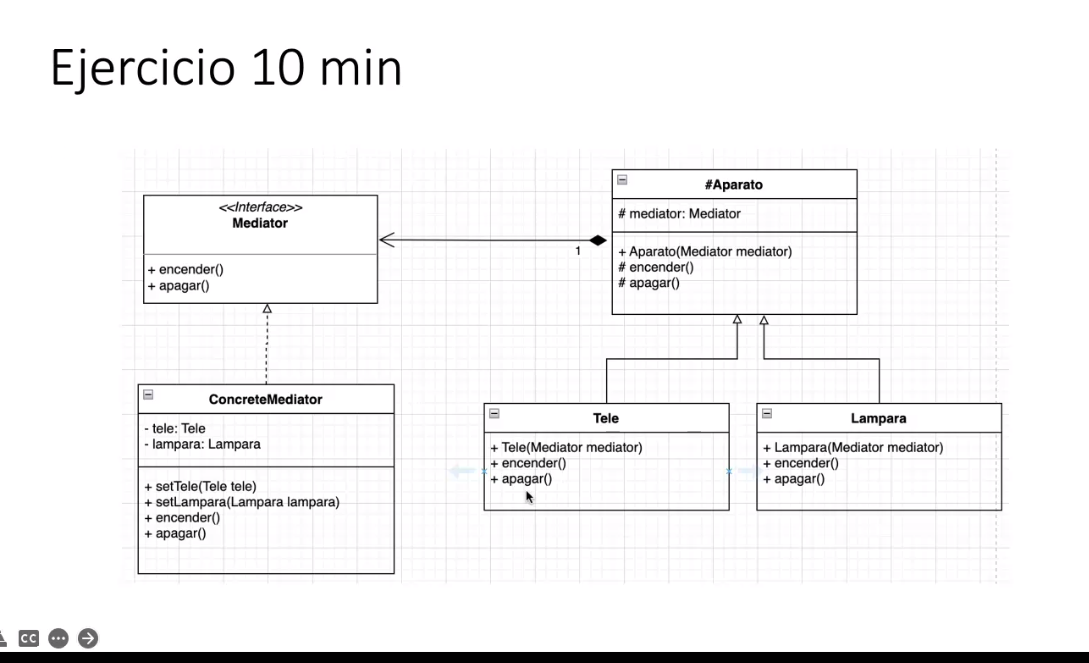 Ejercicio 10 min
<<Interface>>
Mediator
+ encender()
+ apagar()
1
#Aparato
# mediator: Mediator
+ Aparato(Mediator mediator)
# encender()
# apagar()
ConcreteMediator
- tele: Tele
- lampara: Lampara
+ setTele(Tele tele)
+ setLampara(Lampara lampara)
+ encender()
+ apagar()
Tele
+ Tele(Mediator mediator)
+ encender()
+ apagar()
Lampara
+ Lampara(Mediator mediator)
+ encender()
+ apagar()
CC